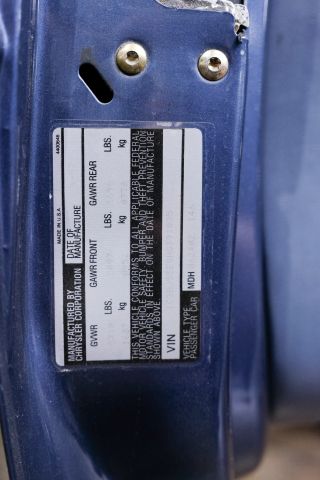 4400648
MADE IN U.S.A.
MANUFACTURED BY
CHRYSLER CORPORATION
DATE OF
MANUFACTURE
GVWR
LBS.
kg
GAWR FRONT
LBS.
kg
GAWR REAR
LBS.
kg
THIS VEHICLE CONFORMS TO ALL APPLICABLE FEDERAL
MOTOR VEHICLE SAFETY, BUMPER, AND THEFT PREVENTION
STANDARDS IN EFFECT ON THE DATE OF MANUFACTURE
SHOWN ABOVE.
VIN
VEHICLE TYPE
PASSENGER CAR
MDH